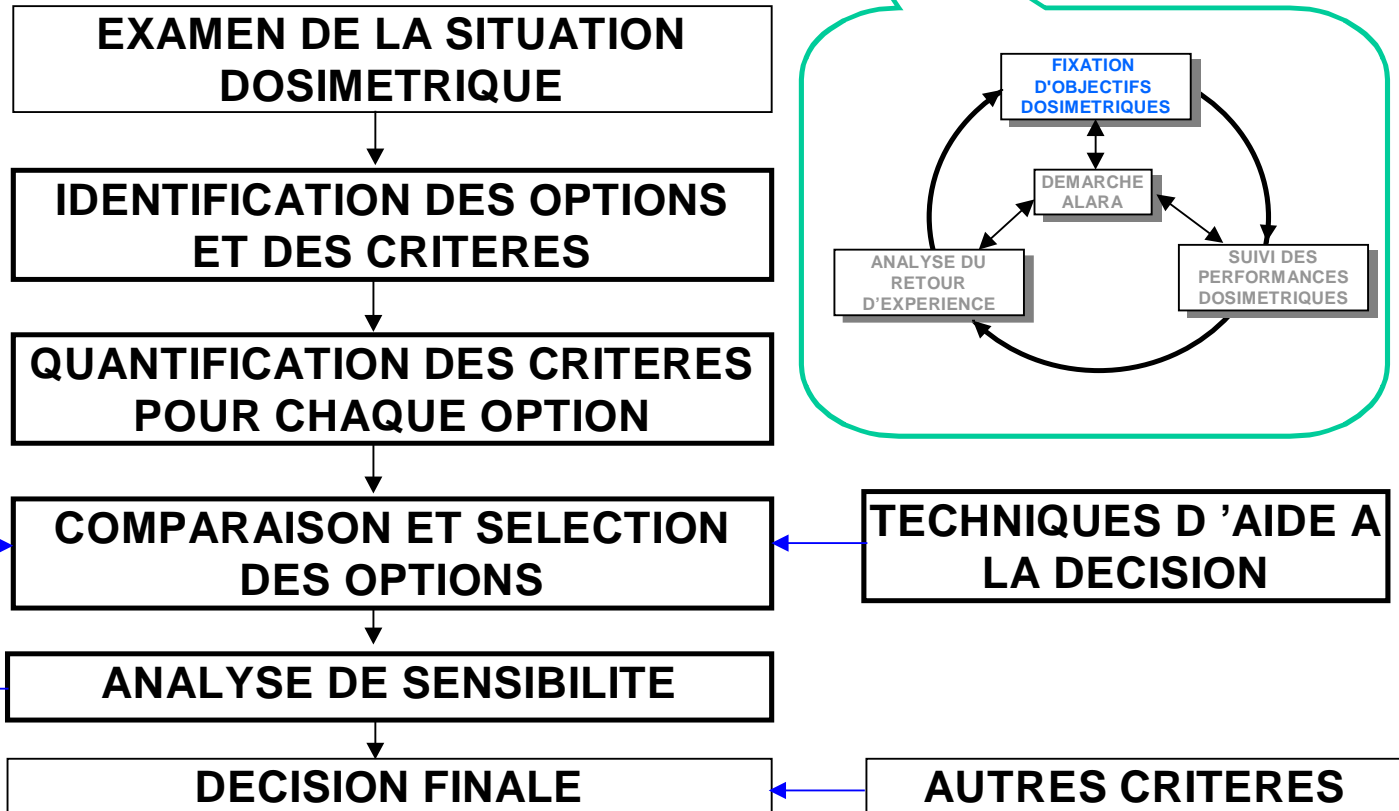 EXAMEN DE LA SITUATION
DOSIMETRIQUE
IDENTIFICATION DES OPTIONS
ET DES CRITERES
QUANTIFICATION DES CRITERES
POUR CHAQUE OPTION
COMPARAISON ET SELECTION
DES OPTIONS
ANALYSE DE SENSIBILITE
DECISION FINALE
FIXATION
D'OBJECTIFS
DOSIMETRIQUES
DEMARCHE
ALARA
ANALYSE DU
RETOUR
D’EXPERIENCE
SUIVI DES
PERFORMANCES
DOSIMETRIQUES
TECHNIQUES D ’AIDE A
LA DECISION
AUTRES CRITERES